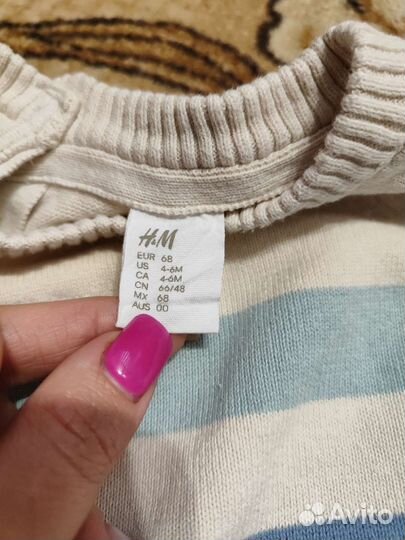 H&M
EUR 68
US 4-6M
CA 4-6M
CN 66/48
MX 68
AUS 00
Avito